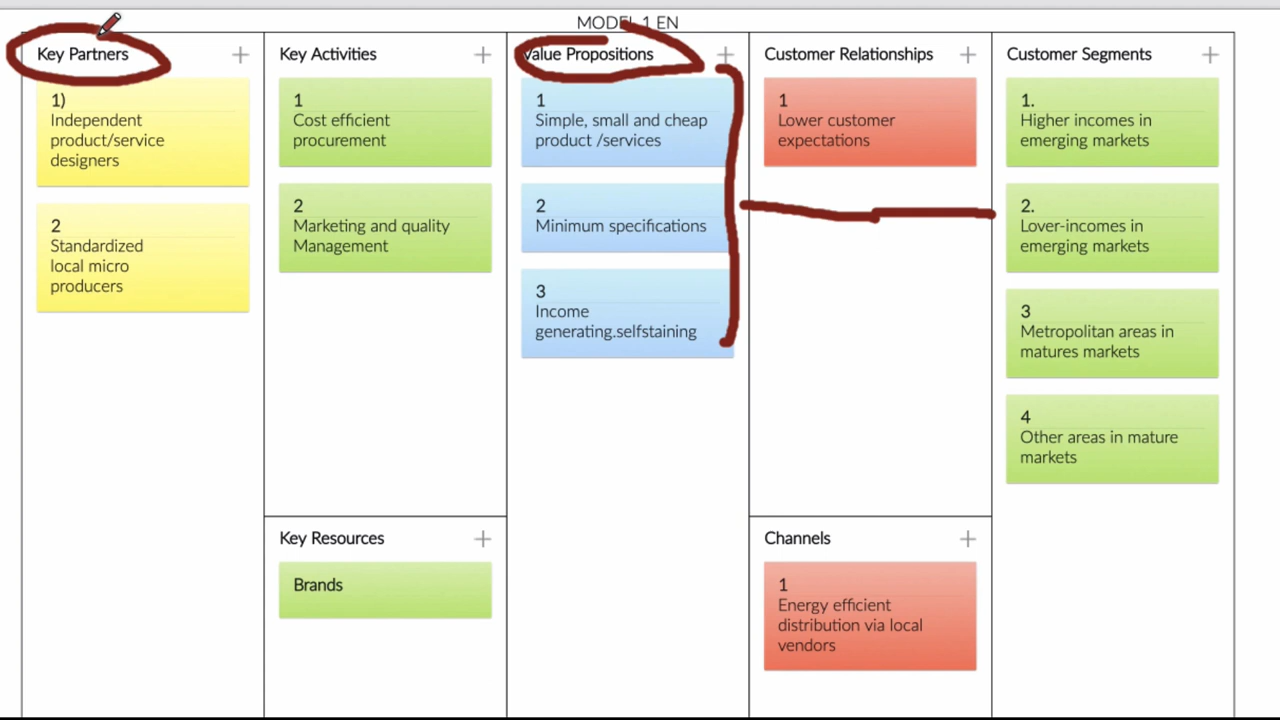 MODEL 1 EN
Key Partners
1)
Independent
product/service
designers
2
Standardized
local micro
producers
Key Activities
1
Cost efficient
procurement
2
Marketing and quality
Management
Key Resources
Brands
Value Propositions
1
Simple, small and cheap
product /services
2
Minimum specifications
3
Income
generating.selfstaining
Customer Relationships
1
Lower customer
expectations
Channels
1
Energy efficient
distribution via local
vendors
Customer Segments
1.
Higher incomes in
emerging markets
2.
Lover-incomes in
emerging markets
3
Metropolitan areas in
matures markets
4
Other areas in mature
markets